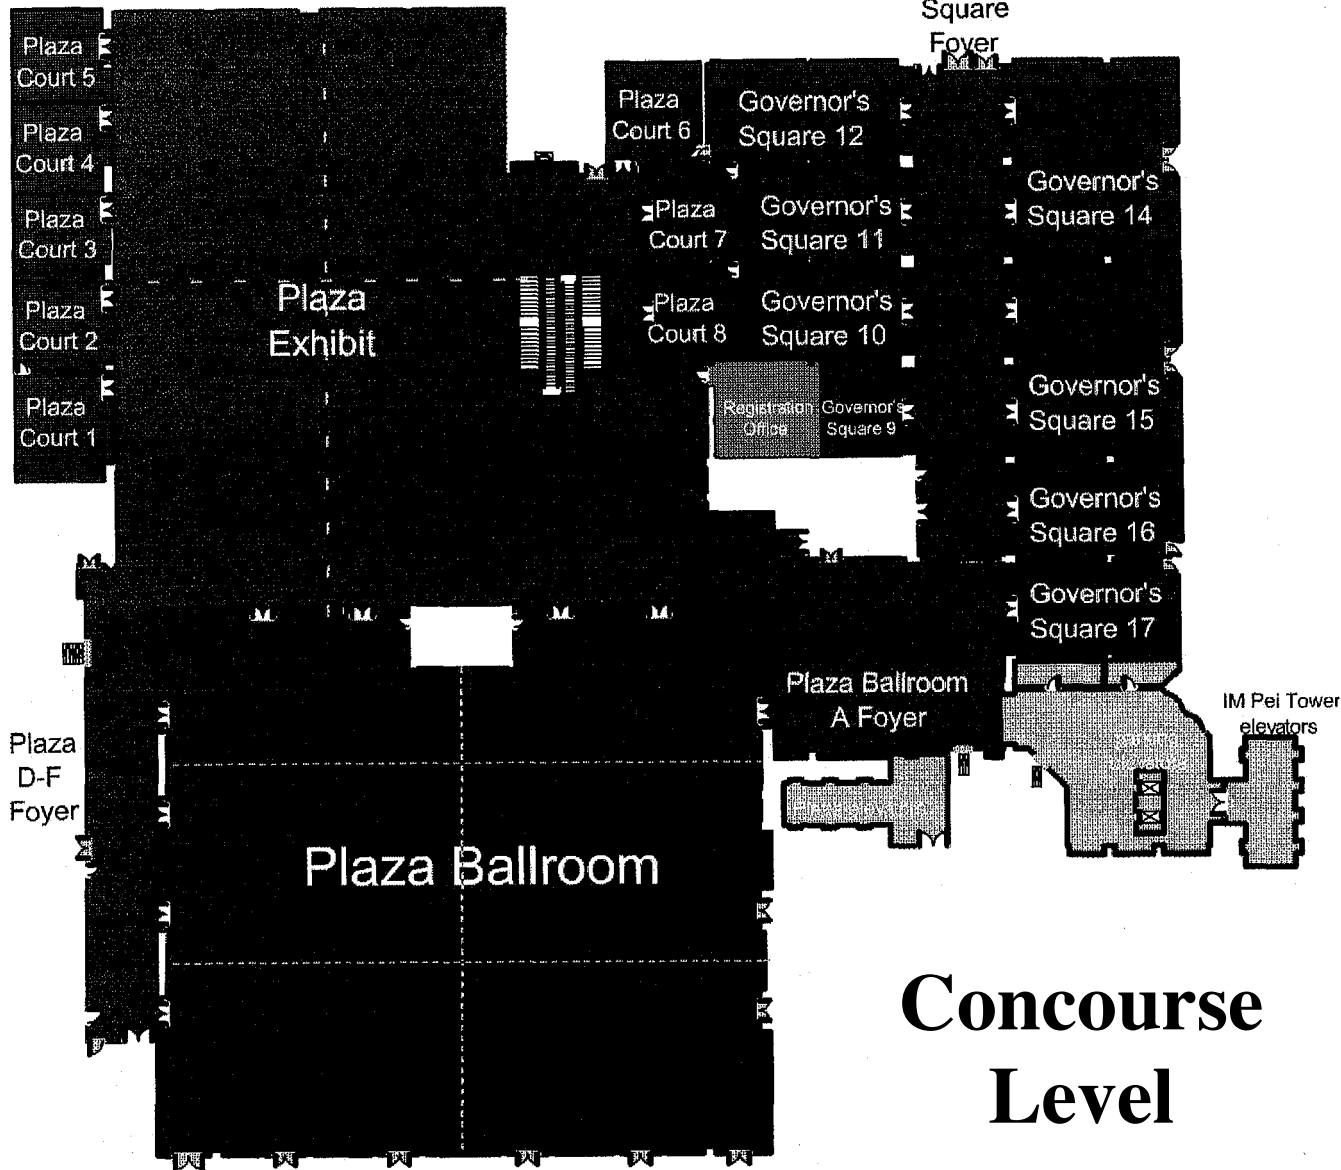 Square
Foyer
Plaza
Court 5
Plaza
Court 4
Plaza
Court 3
Plaza
Court 2
Plaza
Court 1
Plaza
Exhibit
Plaza
Court 6
Plaza
Court 7
Plaza
Court 8
Governor's
Square 12
Governor's
Square 11
Governor's
Square 10
Registration
Office
Governor's
Square 9
Governor's
Square 14
Governor's
Square 15
Governor's
Square 16
Governor's
Square 17
Plaza Ballroom
A Foyer
IM Pei Tower
elevators
Plaza
D-F
Foyer
Plaza Ballroom
Concourse
Level